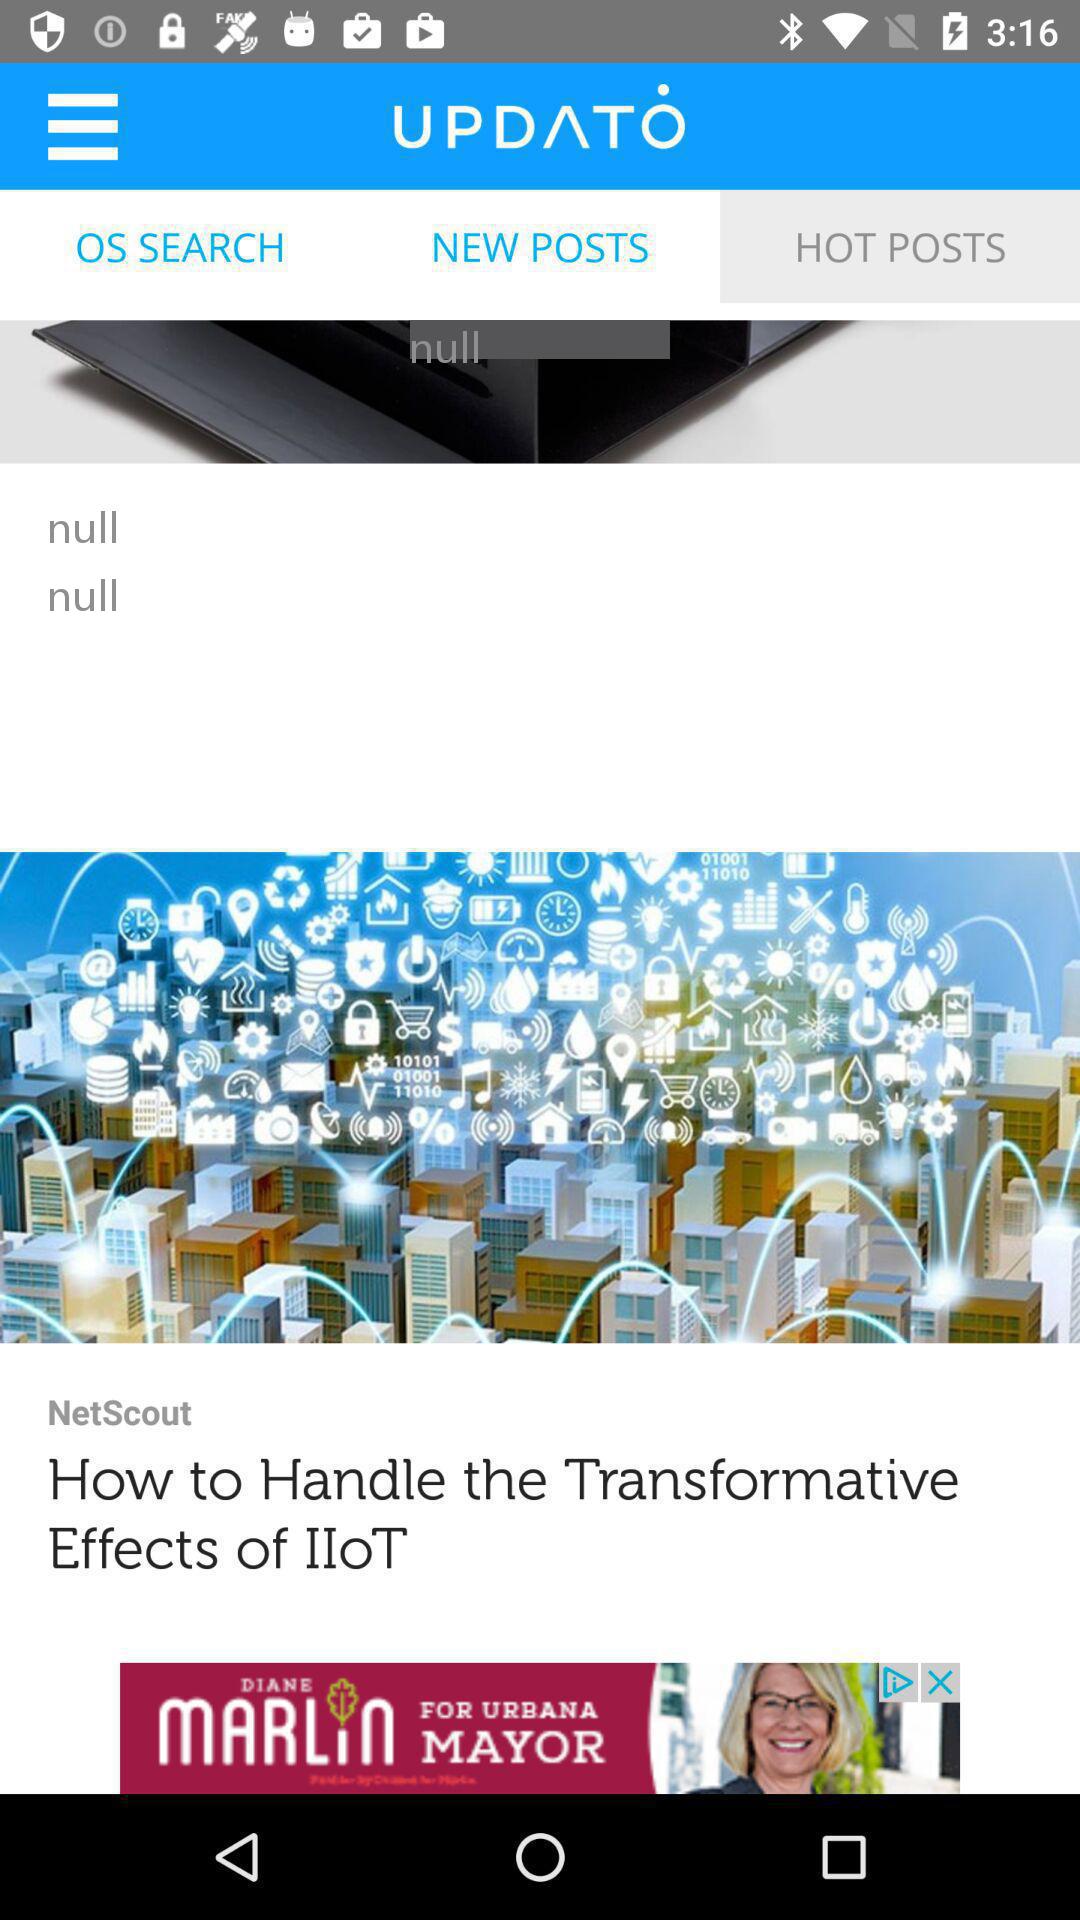 FAKE
3:16
UPDATO
OS SEARCH
NEW POSTS
HOT POSTS
null
null
null
01001
11010
10101
01001
11010
NetScout
How to Handle the Transformative
Effects of IIoT
DIANE
MARLIN
FOR URBANA
MAYOR